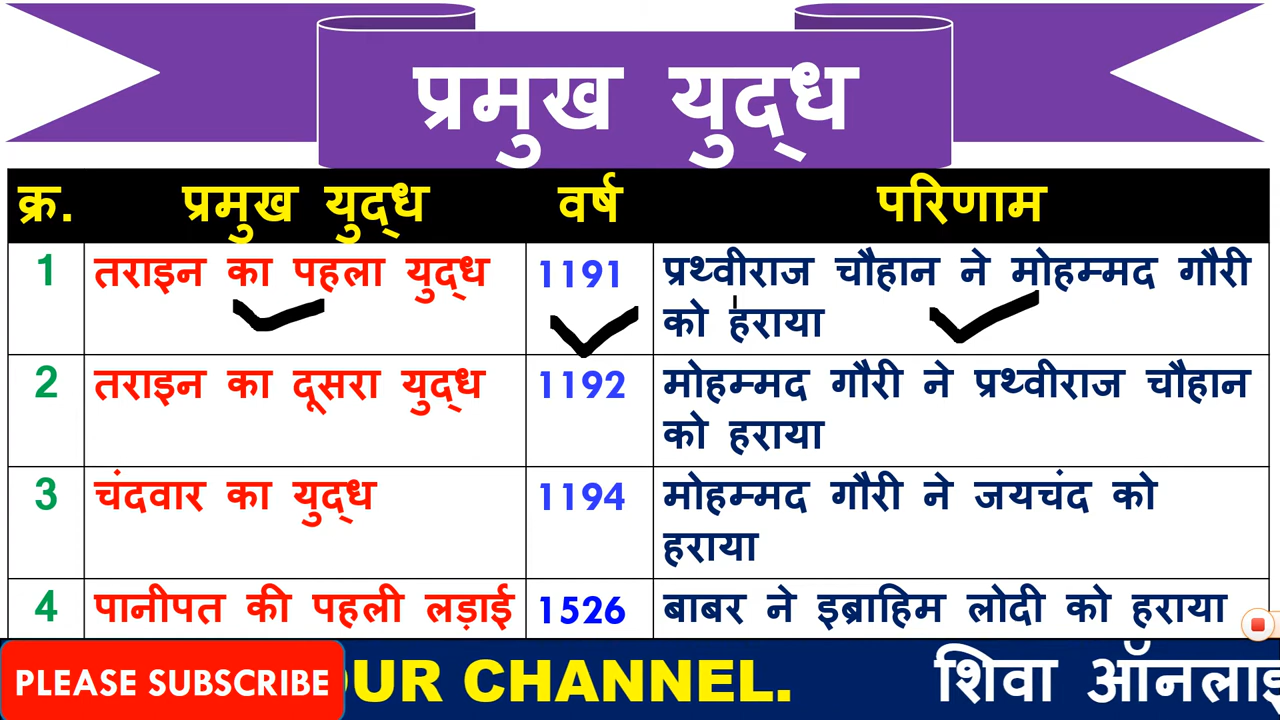 प्रमुख युद्ध
क्र. प्रमुख युद्ध वर्ष परिणाम
1 तराइन का पहला युद्ध 1191 प्रथ्वीराज चौहान ने मोहम्मद गौरी
को हराया
2 तराइन का दूसरा युद्ध 1192 मोहम्मद गौरी ने प्रथ्वीराज चौहान
को हराया
3 चंदवार का युद्ध 1194 मोहम्मद गौरी ने जयचंद को
हराया
4 पानीपत की पहली लड़ाई 1526 बाबर ने इब्राहिम लोदी को हराया
PLEASE SUBSCRIBE OUR CHANNEL. शिवा